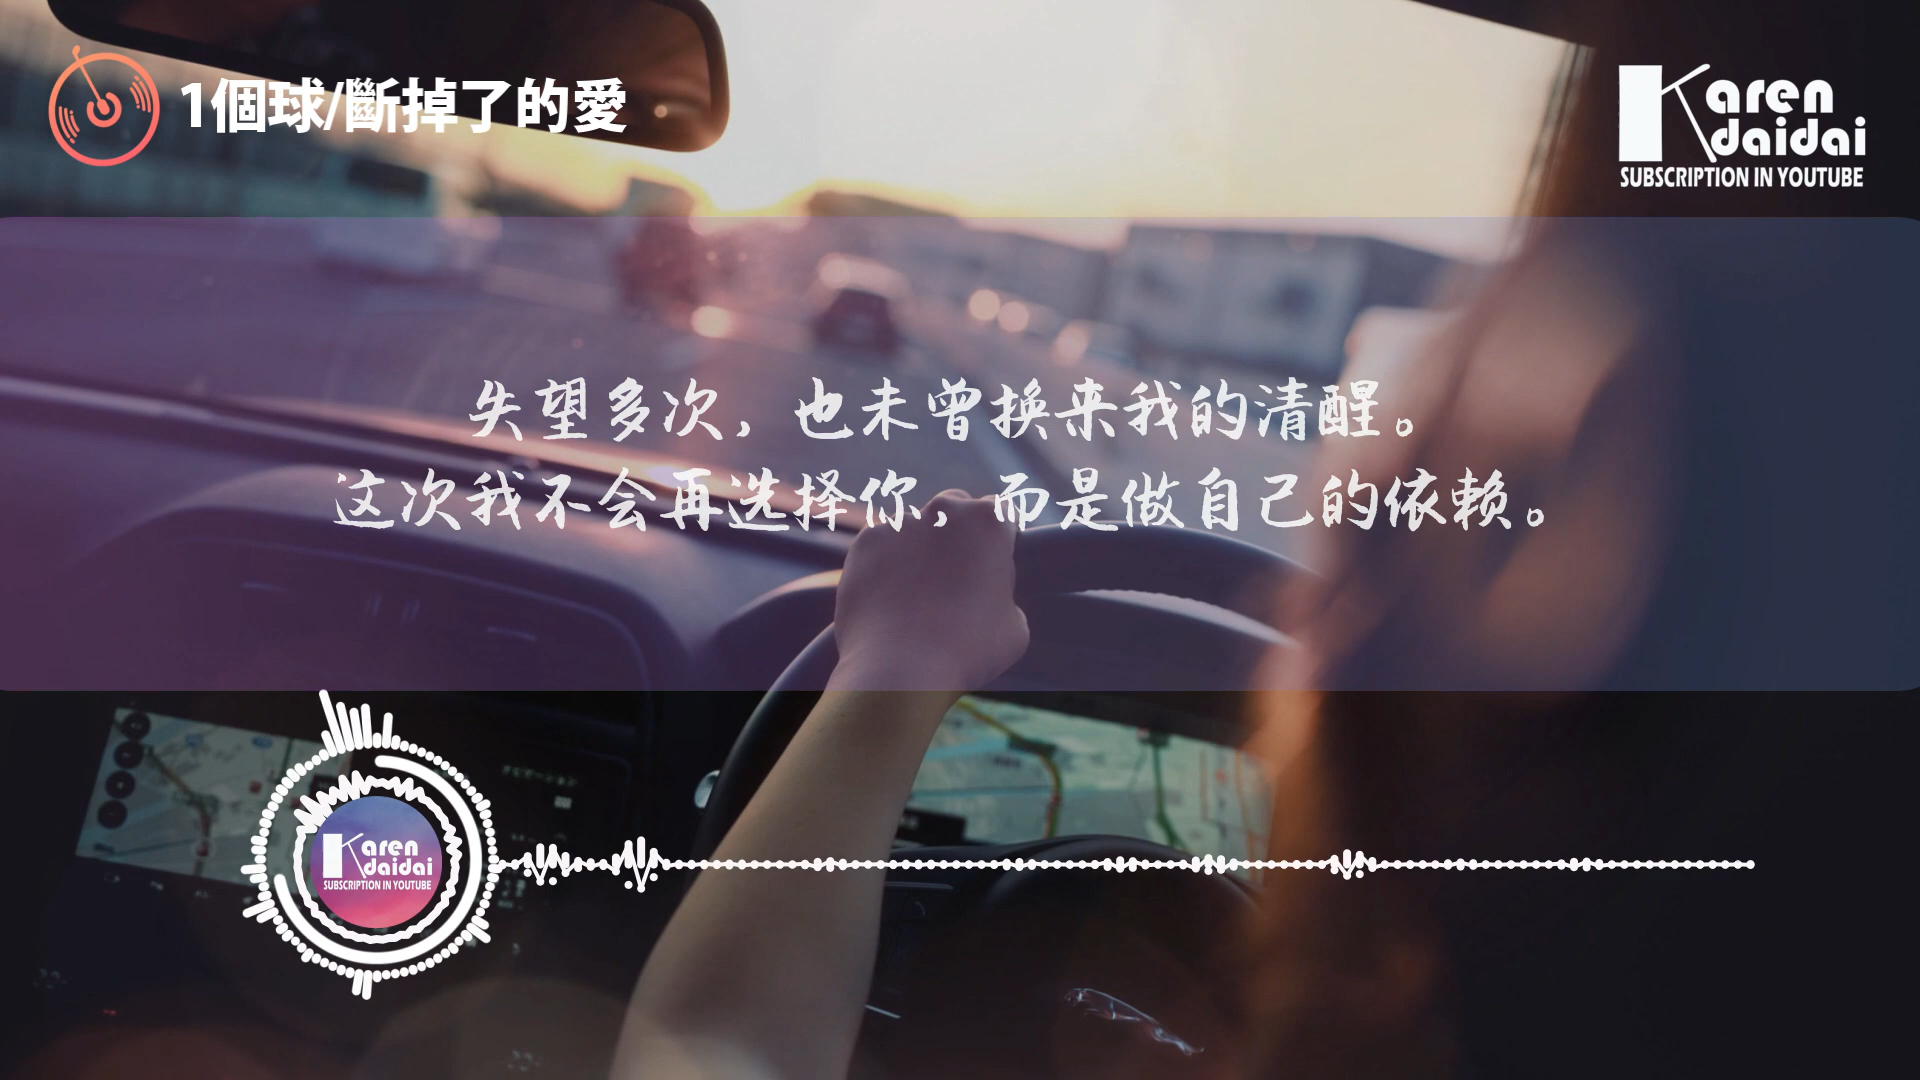 1個球/斷掉了的愛
Karen
daidai
SUBSCRIPTION IN YOUTUBE
失望多次，也未曾换来我的清醒。
这次我不会再选择你，而是做自己的依赖。
Karen
daidai
SUBSCRIPTION IN YOUTUBE